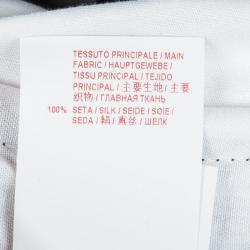 TESSUTO PRINCIPALE / MAIN
FABRIC / HAUPTGEWEBE /
TISSU PRINCIPAL / TEJIDO
PRINCIPAL / 主要生地 / 主要
织物 / ГЛАВНАЯ ТКАНЬ
100% SETA / SILK / SEIDE / SOIE /
SEDA / 絹 / 真丝 / ШЕЛК